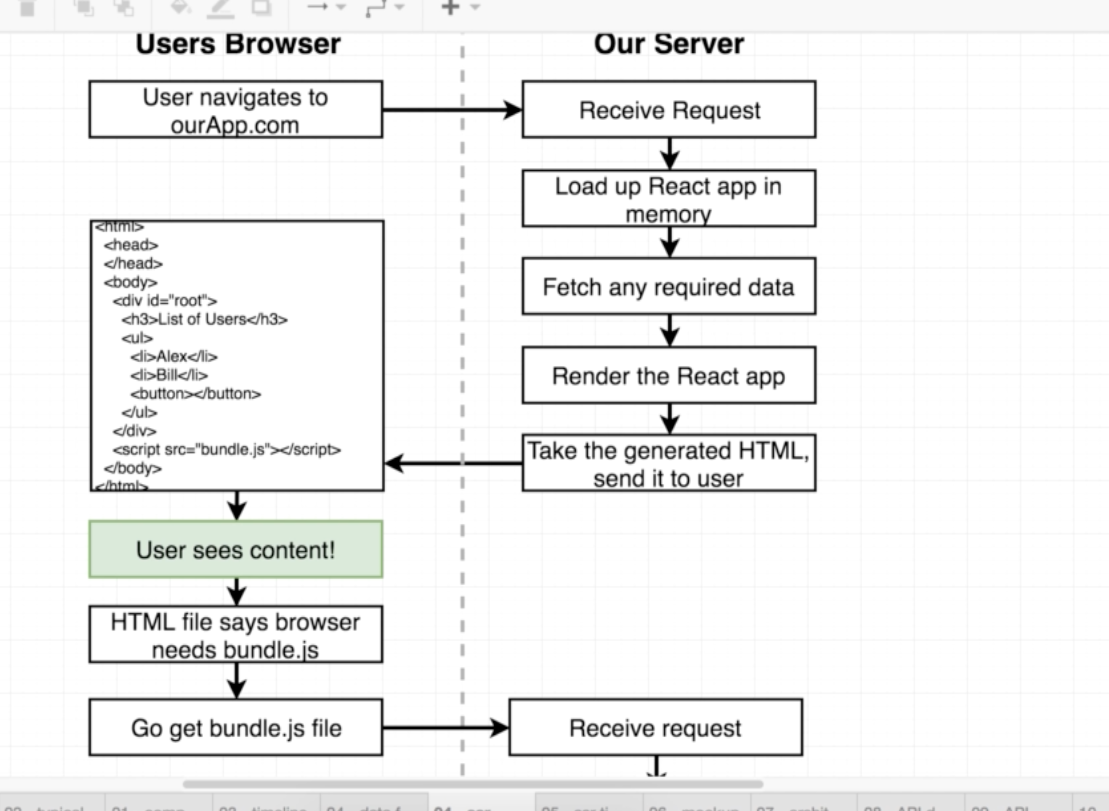 Users Browser
Our Server
User navigates to
ourApp.com
Receive Request
Load up React app in
memory
Fetch any required data
Render the React app
Take the generated HTML,
send it to user
<html>
<head>
</head>
<body>
<div id="root">
<h3>List of Users</h3>
<ul>
<li>Alex</li>
<li>Bill</li>
<button></button>
</ul>
</div>
<script src="bundle.js"></script>
</body>
</html>
User sees content!
HTML file says browser
needs bundle.js
Go get bundle.js file
Receive request